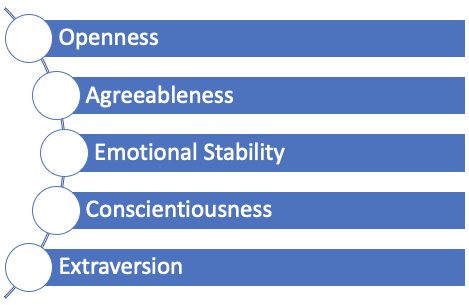 Openness
Agreeableness
Emotional Stability
Conscientiousness
Extraversion